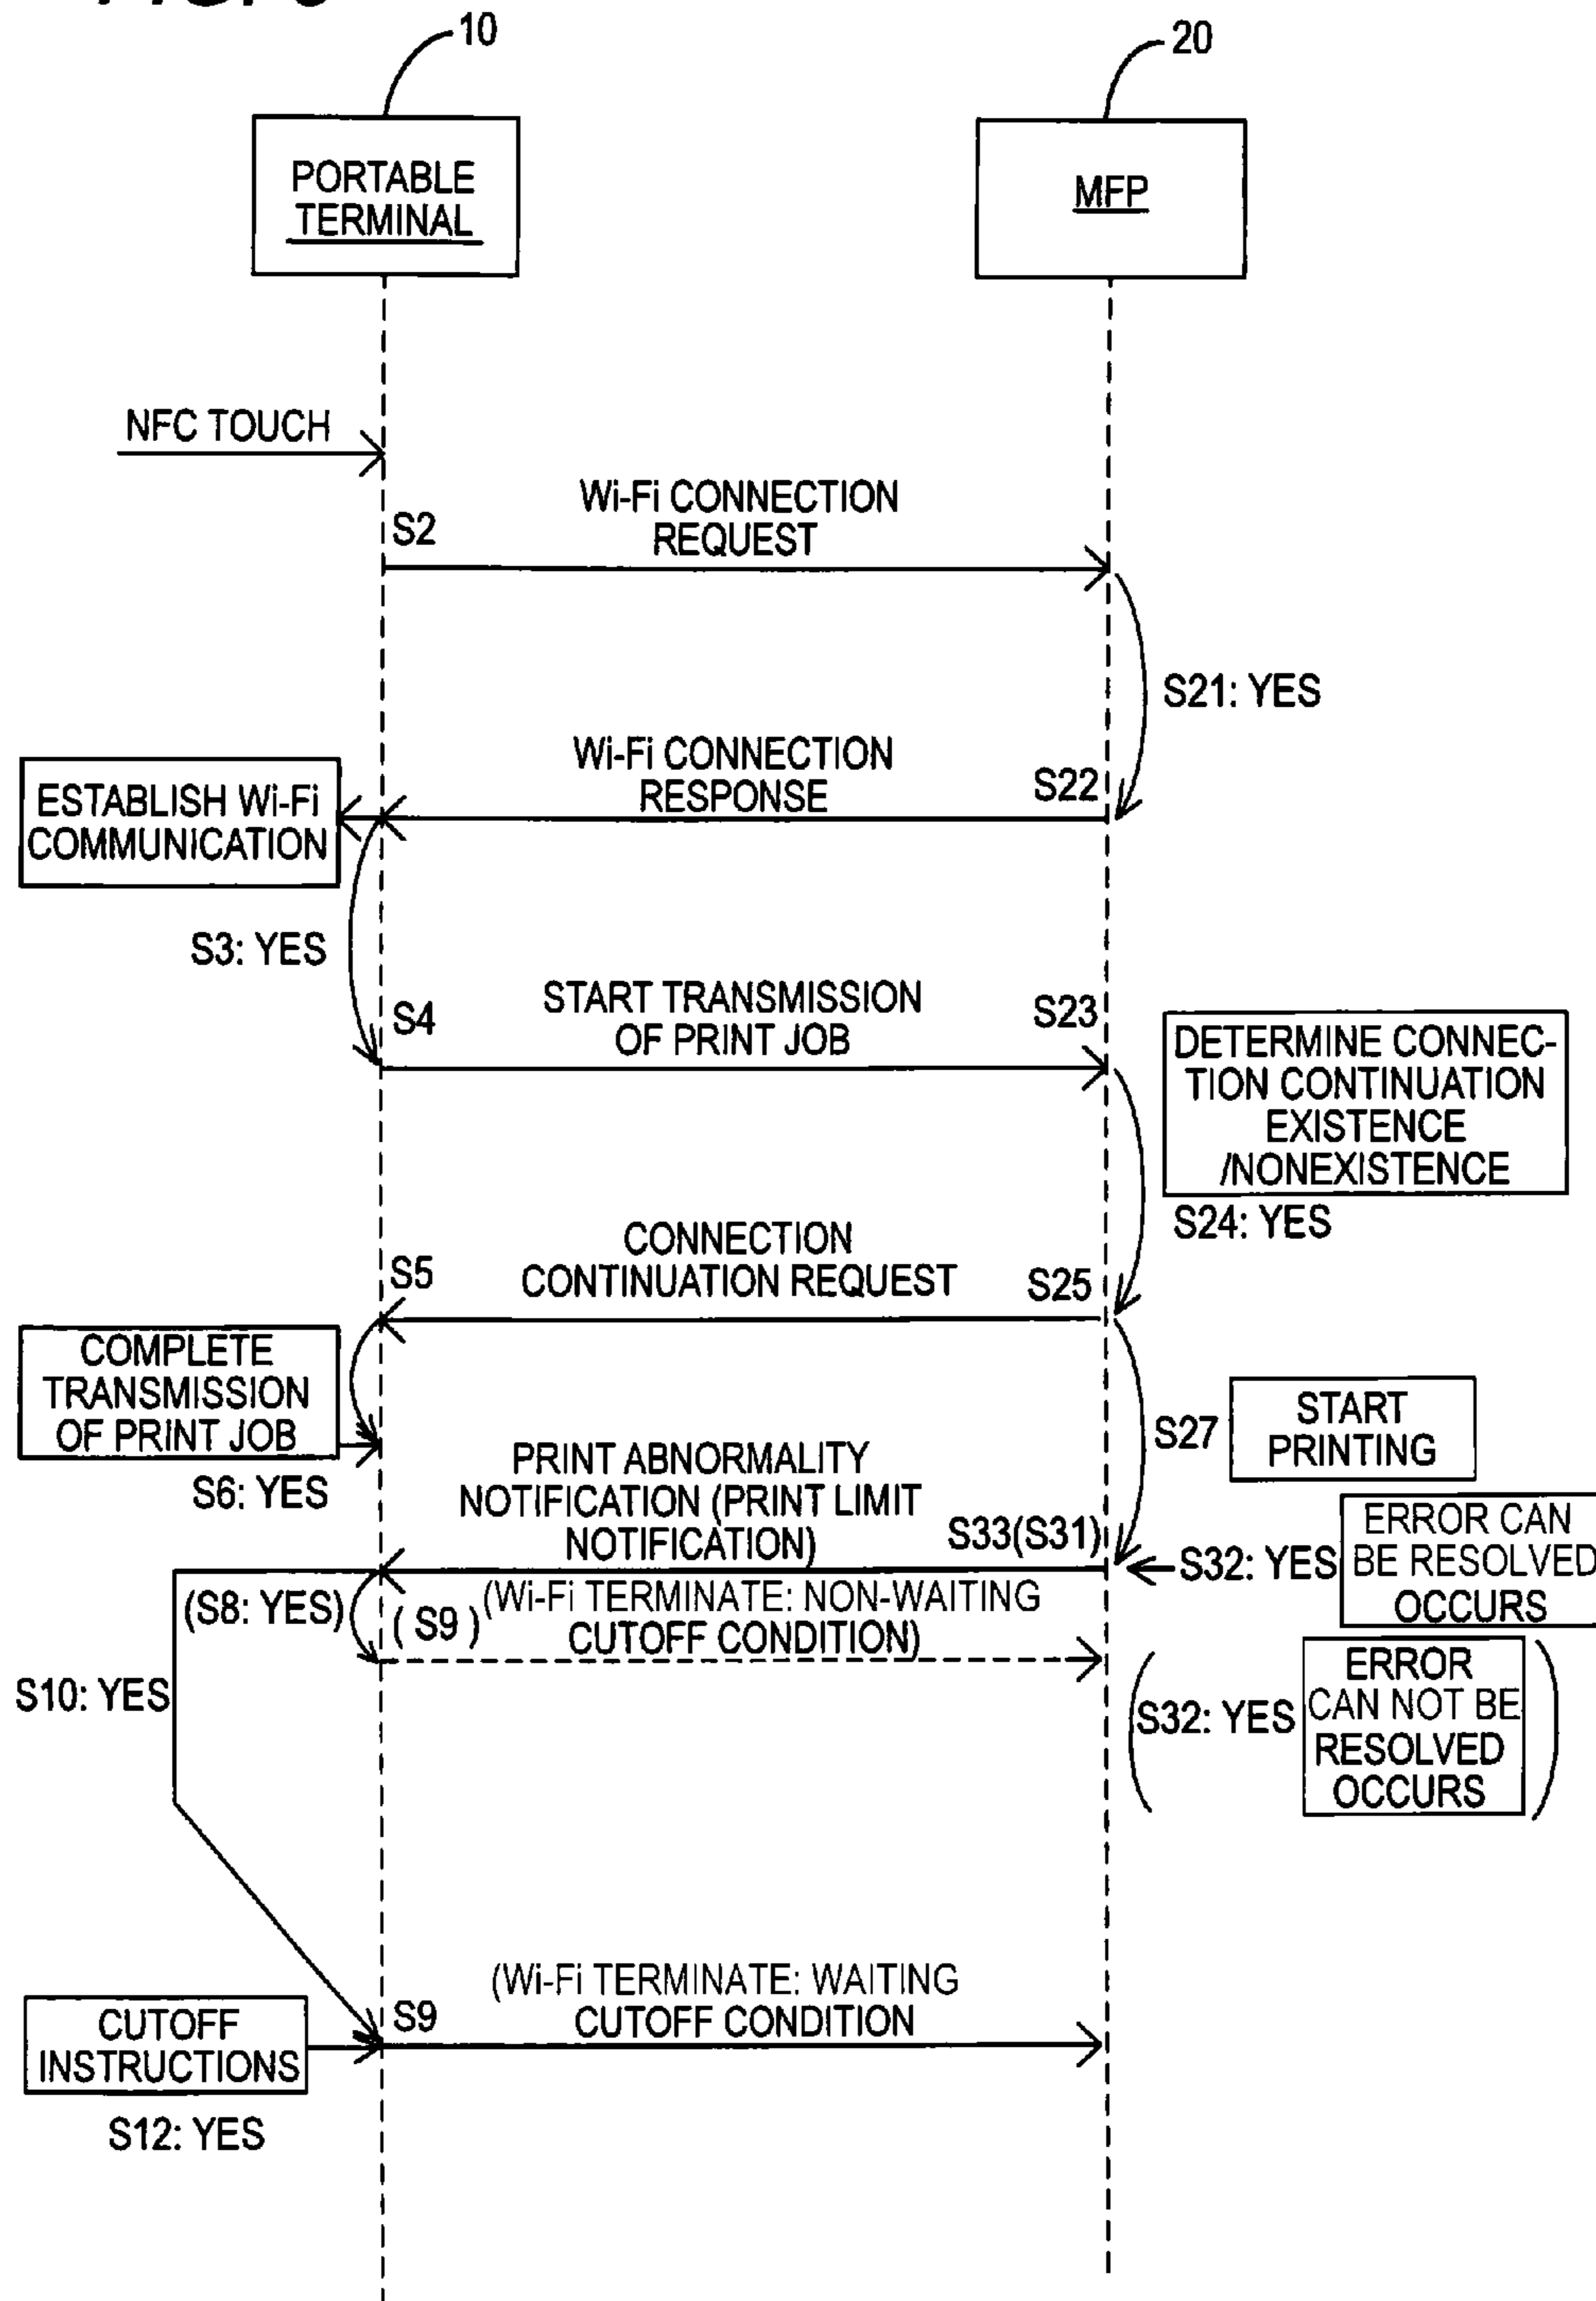 10
20
PORTABLE
TERMINAL
MFP
NFC TOUCH
Wi-Fi CONNECTION
REQUEST
S2
S21: YES
Wi-Fi CONNECTION
RESPONSE
S22
ESTABLISH Wi-Fi
COMMUNICATION
S3: YES
START TRANSMISSION
OF PRINT JOB
S4
S23
DETERMINE CONNEC-
TION CONTINUATION
EXISTENCE
/NONEXISTENCE
S24: YES
CONNECTION
CONTINUATION REQUEST
S5
S25
COMPLETE
TRANSMISSION
OF PRINT JOB
S6: YES
START
PRINTING
S27
PRINT ABNORMALITY
NOTIFICATION (PRINT LIMIT
NOTIFICATION)
S33(S31)
S32: YES
ERROR CAN
BE RESOLVED
OCCURS
(S8: YES)
(S9)
(Wi-Fi TERMINATE: NON-WAITING
CUTOFF CONDITION)
S10: YES
(S32: YES
ERROR
CAN NOT BE
RESOLVED
OCCURS)
(Wi-Fi TERMINATE: WAITING
CUTOFF CONDITION
S9
CUTOFF
INSTRUCTIONS
S12: YES